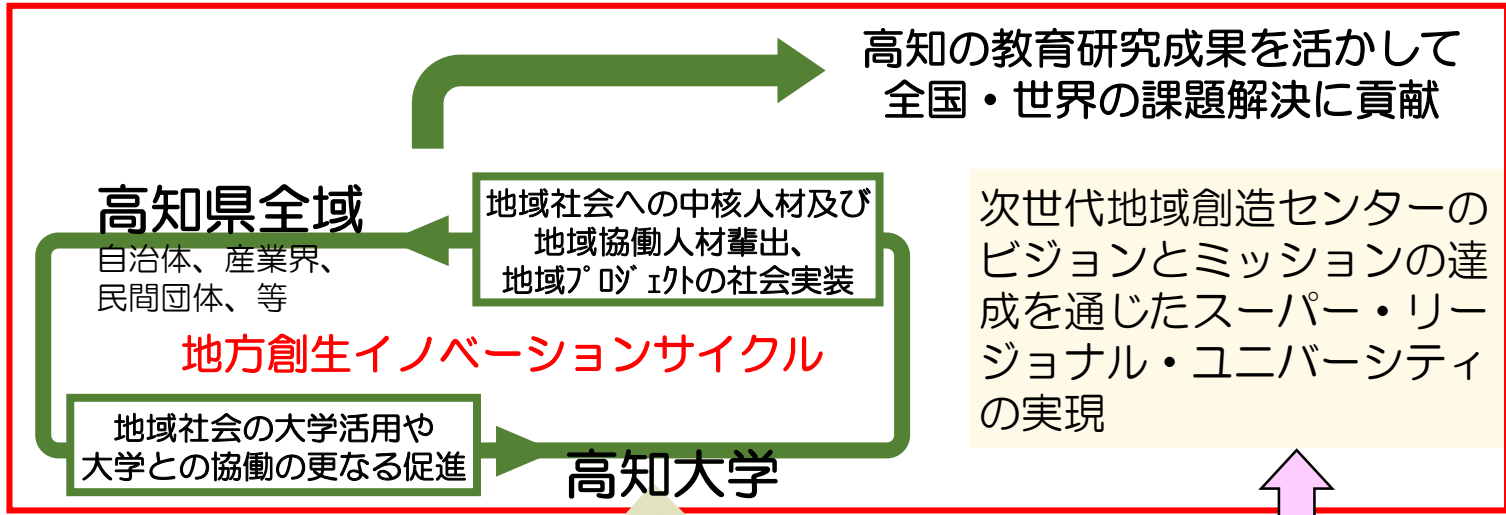 高知の教育研究成果を活かして
全国・世界の課題解決に貢献
高知県全域
自治体、産業界、
民間団体、等
地域社会への中核人材及び
地域協働人材輩出、
地域ﾌﾟﾛｼﾞｪｸﾄの社会実装
次世代地域創造センターの
ビジョンとミッションの達
成を通じたスーパー・リー
ジョナル・ユニバーシティ
の実現
地方創生イノベーションサイクル
地域社会の大学活用や
大学との協働の更なる促進
高知大学